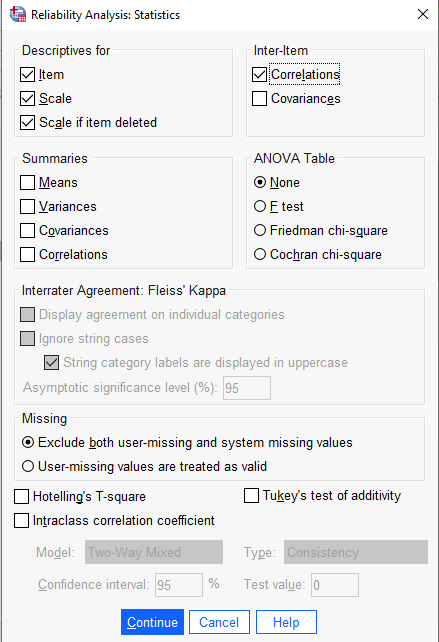 Reliability Analysis: Statistics
Descriptives for
Item
Scale
Scale if item deleted
Inter-Item
Correlations
Covariances
Summaries
Means
Variances
Covariances
Correlations
ANOVA Table
None
F test
Friedman chi-square
Cochran chi-square
Interrater Agreement: Fleiss' Kappa
Display agreement on individual categories
Ignore string cases
String category labels are displayed in uppercase
Asymptotic significance level (%): 95
Missing
Exclude both user-missing and system missing values
User-missing values are treated as valid
Hotelling's T-square
Tukey's test of additivity
Intraclass correlation coefficient
Model: Two-Way Mixed
Type: Consistency
Confidence interval: 95 %
Test value: 0
Continue
Cancel
Help